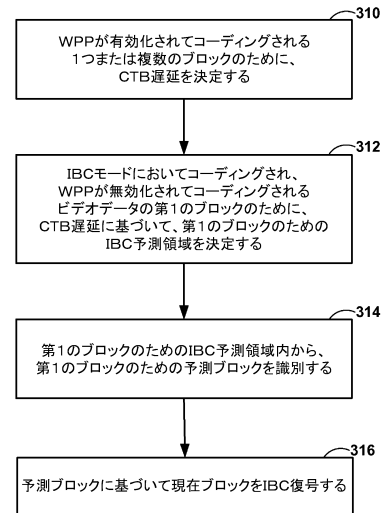 310
WPPが有効化されてコーディングされる
1つまたは複数のブロックのために、
CTB遅延を決定する
312
IBCモードにおいてコーディングされ、
WPPが無効化されてコーディングされる
ビデオデータの第1のブロックのために、
CTB遅延に基づいて、第1のブロックのための
IBC予測領域を決定する
314
第1のブロックのためのIBC予測領域内から、
第1のブロックのための予測ブロックを識別する
316
予測ブロックに基づいて現在ブロックをIBC復号する